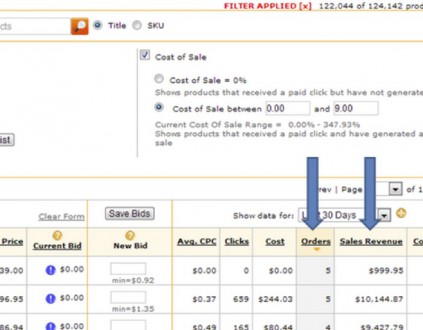 FILTER APPLIED [x] 122,044 of 124,142 prod
cts Title SKU
Cost of Sale
Cost of Sale = 0%
Shows products that received a paid click but have not generate
Cost of Sale between 0.00 and 9.00
Current Cost Of Sale Range = 0.00% - 347.93%
Shows products that received a paid click and have generated a
sale
ist
rev | Page of 1
Clear Form Save Bids Show data for: 30 Days
Price Current Bid New Bid Avg. CPC Clicks Cost Orders Sales Revenue Co
39.00 $0.00 min=$0.92 $0.00 0 $0.00 5 $999.95
96.95 $0.00 min=$1.35 $0.37 659 $244.03 5 $10,144.87
86.94 $0.00 $0.49 165 $80.44 4 $9,427.79